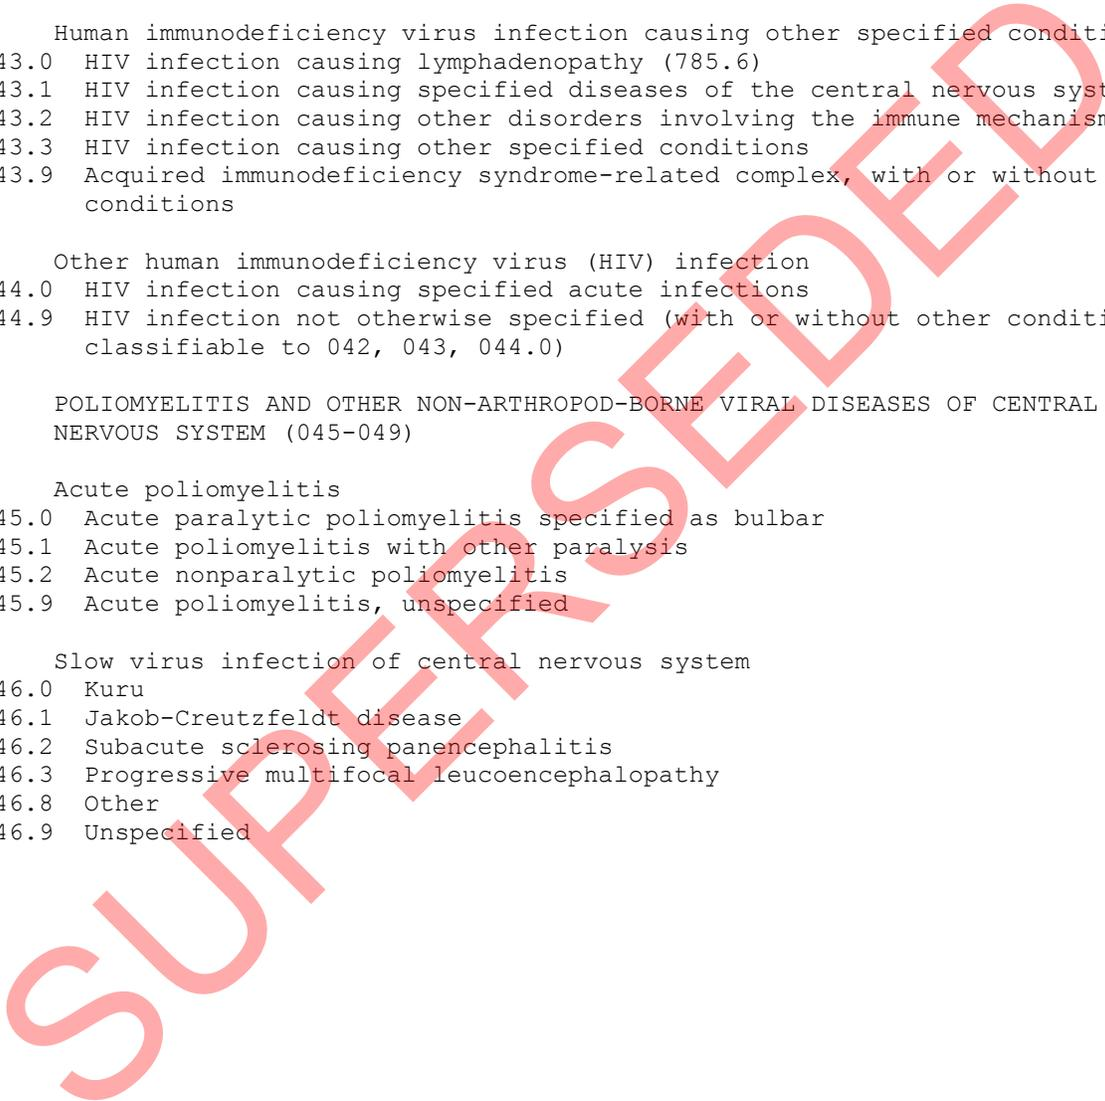 Human immunodeficiency virus infection causing other specified
43.0 HIV infection causing lymphadenopathy (785.6)
43.1 HIV infection causing specified diseases of the central nervous
43.2 HIV infection causing other disorders involving the immune mechanism
43.3 HIV infection causing other specified conditions
43.9 Acquired immunodeficiency syndrome-related complex, with or without
conditions
Other human immunodeficiency virus (HIV) infection
44.0 HIV infection causing specified acute infections
44.9 HIV infection not otherwise specified (with or without other
classifiable to 042, 043, 044.0)
POLIOMYELITIS AND OTHER NON-ARTHROPOD-BORNE VIRAL DISEASES OF CENTRAL
NERVOUS SYSTEM (045-049)
Acute poliomyelitis
45.0 Acute paralytic poliomyelitis specified as bulbar
45.1 Acute poliomyelitis with other paralysis
45.2 Acute nonparalytic poliomyelitis
45.9 Acute poliomyelitis, unspecified
Slow virus infection of central nervous system
46.0 Kuru
46.1 Jakob-Creutzfeldt disease
46.2 Subacute sclerosing panencephalitis
46.3 Progressive multifocal leucoencephalopathy
46.8 Other
46.9 Unspecified
SUPERSEDED